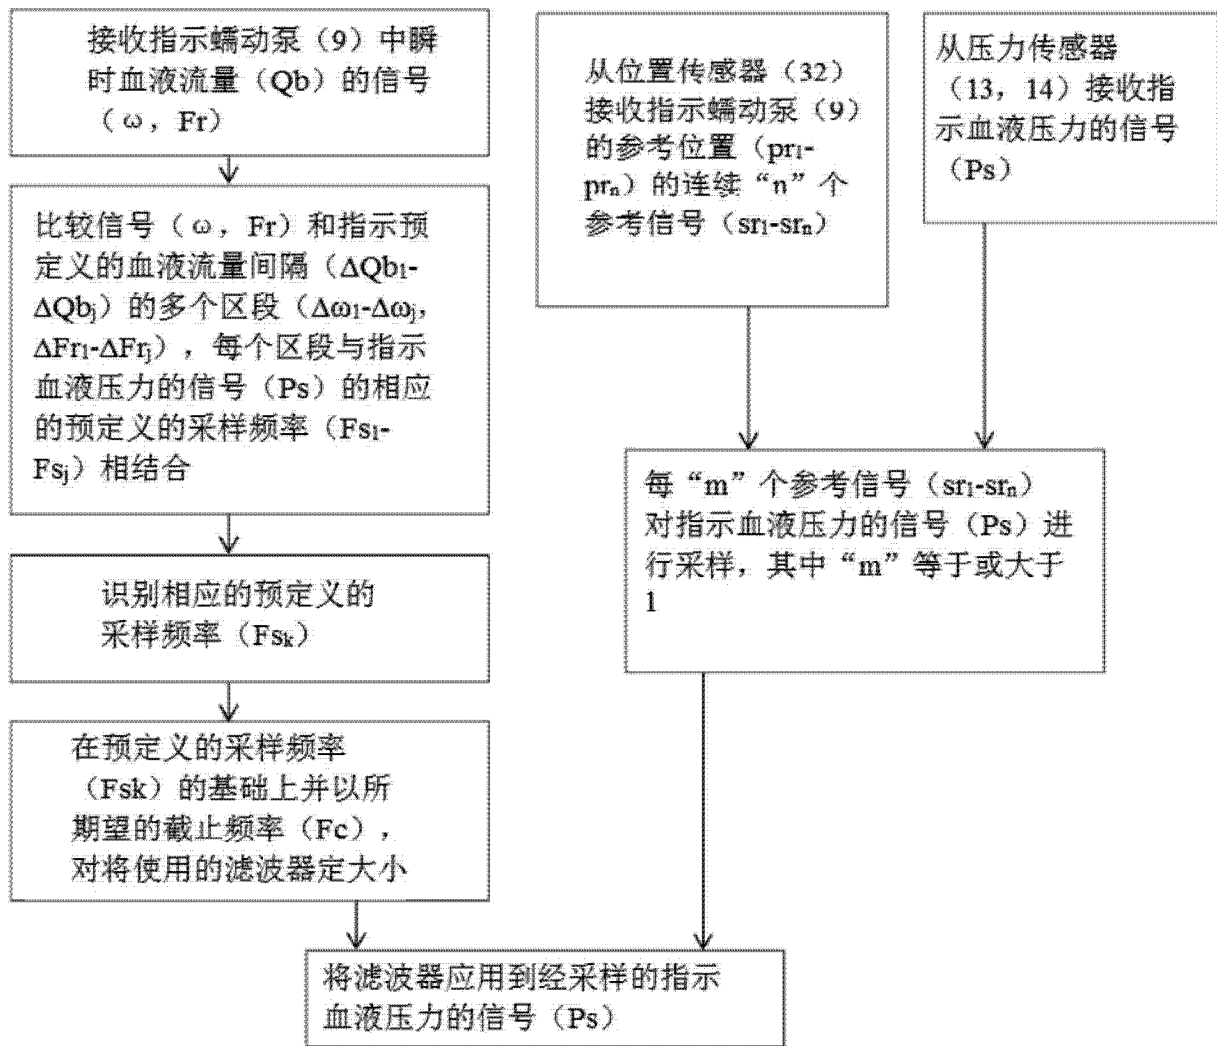 接收指示蠕动泵（9）中瞬
时血液流量（Qb）的信号
（ω，Fr）
比较信号（ω，Fr）和指示预
定义的血液流量间隔（ΔQb₁-
ΔQbⱼ）的多个区段（Δω₁-Δωⱼ，
ΔFr₁-ΔFrⱼ），每个区段与指示
血液压力的信号（Ps）的相应
的预定义的采样频率（Fs₁-
Fsⱼ）相结合
识别相应的预定义的
采样频率（Fsₖ）
在预定义的采样频率
（Fsk）的基础上并以所
期望的截止频率（Fc），
对将使用的滤波器定大小
从位置传感器（32）
接收指示蠕动泵（9）
的参考位置（pr₁-
prₙ）的连续“n”个
参考信号（sr₁-srₙ）
从压力传感器
（13，14）接收指
示血液压力的信号
（Ps）
每“m”个参考信号（sr₁-srₙ）
对指示血液压力的信号（Ps）进
行采样，其中“m”等于或大于
1
将滤波器应用到经采样的指示
血液压力的信号（Ps）